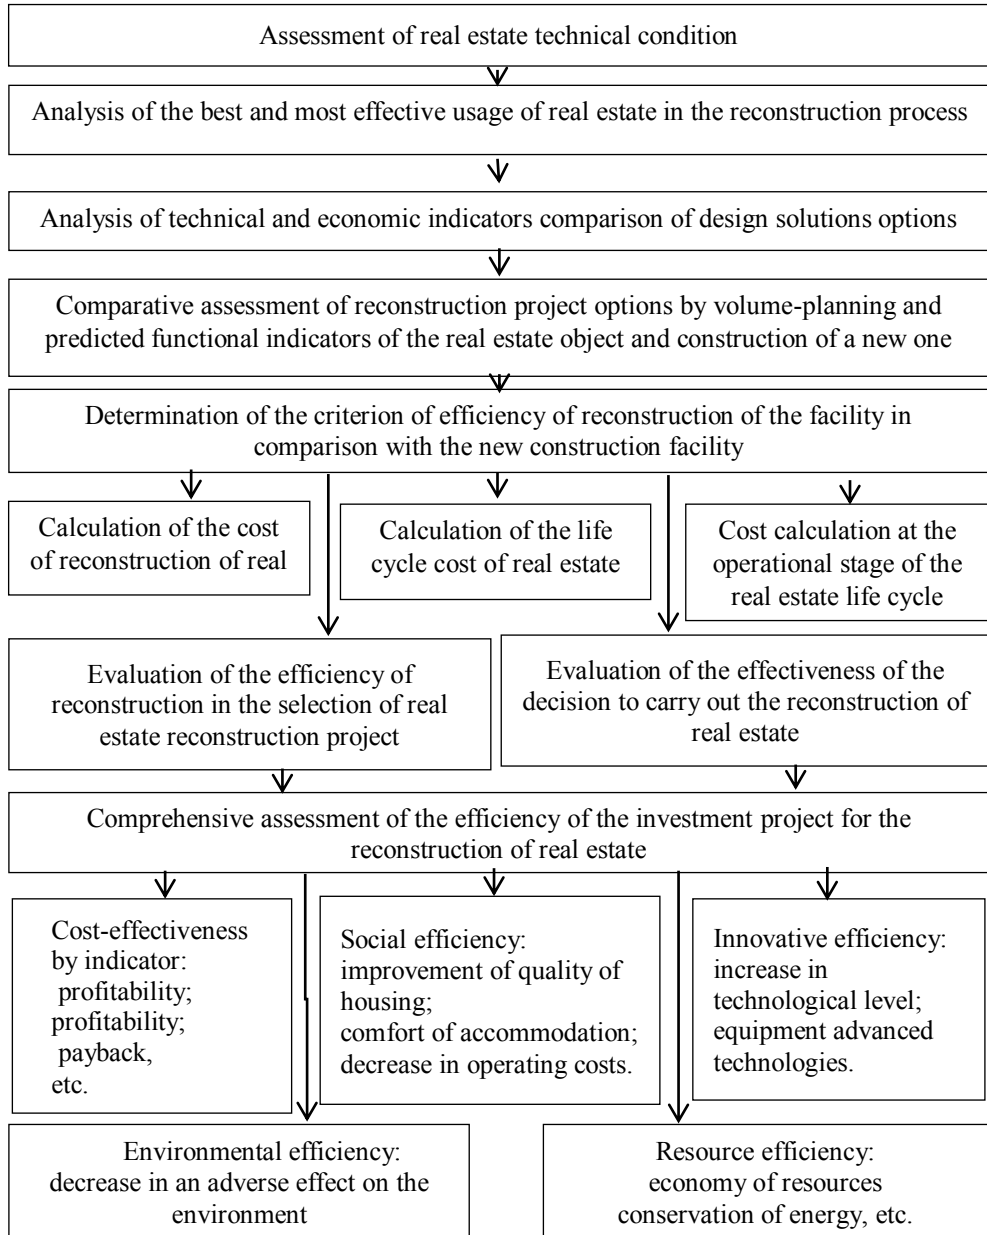 Assessment of real estate technical condition
Analysis of the best and most effective usage of real estate in the reconstruction process
Analysis of technical and economic indicators comparison of design solutions options
Comparative assessment of reconstruction project options by volume-planning and
predicted functional indicators of the real estate object and construction of a new one
Determination of the criterion of efficiency of reconstruction of the facility in
comparison with the new construction facility
Calculation of the cost
of reconstruction of real
Calculation of the life
cycle cost of real estate
Cost calculation at the
operational stage of the
real estate life cycle
Evaluation of the efficiency of
reconstruction in the selection of real
estate reconstruction project
Evaluation of the effectiveness of the
decision to carry out the reconstruction of
real estate
Comprehensive assessment of the efficiency of the investment project for the
reconstruction of real estate
Cost-effectiveness
by indicator:
profitability;
profitability;
payback,
etc.
Social efficiency:
improvement of quality of
housing;
comfort of accommodation;
decrease in operating costs.
Innovative efficiency:
increase in
technological level;
equipment advanced
technologies.
Environmental efficiency:
decrease in an adverse effect on the
environment
Resource efficiency:
economy of resources
conservation of energy, etc.